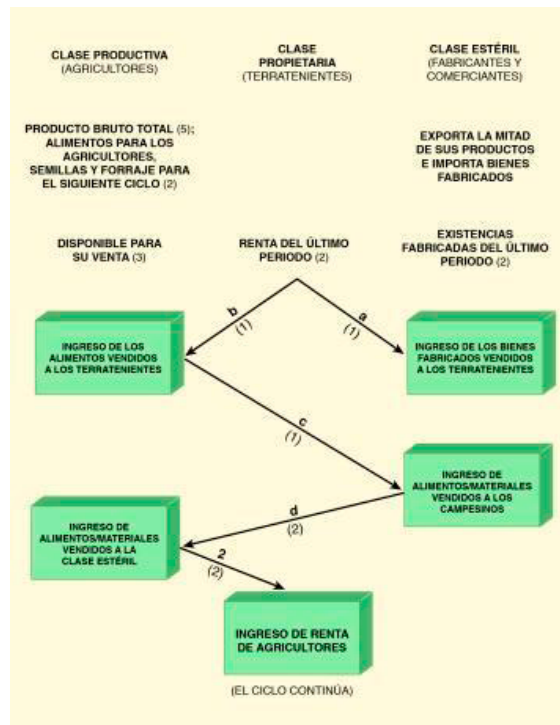 CLASE PRODUCTIVA
(AGRICULTORES)
CLASE
PROPIETARIA
(TERRATENIENTES)
CLASE ESTÉRIL
(FABRICANTES Y
COMERCIANTES)
PRODUCTO BRUTO TOTAL (5);
ALIMENTOS PARA LOS
AGRICULTORES,
SEMILLAS Y FORRAJE PARA
EL SIGUIENTE CICLO (2)
EXPORTA LA MITAD
DE SUS PRODUCTOS
E IMPORTA BIENES
FABRICADOS
DISPONIBLE PARA
SU VENTA (3)
RENTA DEL ÚLTIMO
PERIODO (2)
EXISTENCIAS
FABRICADAS DEL ÚLTIMO
PERIODO (2)
b
(1)
a
(1)
INGRESO DE LOS
ALIMENTOS VENDIDOS
A LOS TERRATENIENTES
INGRESO DE LOS BIENES
FABRICADOS VENDIDOS
A LOS TERRATENIENTES
c
(1)
INGRESO DE
ALIMENTOS/MATERIALES
VENDIDOS A LOS
CAMPESINOS
d
(2)
INGRESO DE
ALIMENTOS/MATERIALES
VENDIDOS A LA
CLASE ESTÉRIL
2
(2)
INGRESO DE RENTA
DE AGRICULTORES
(EL CICLO CONTINÚA)